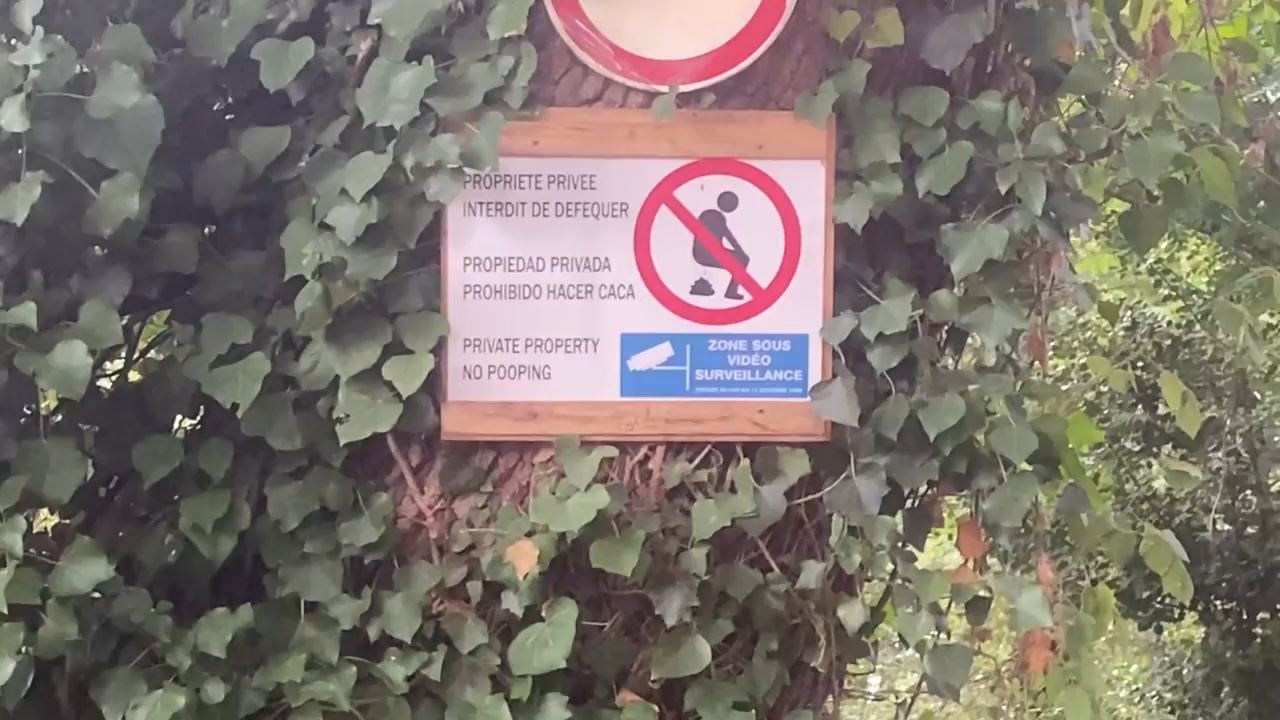 PROPRIETE PRIVEE
INTERDIT DE DEFEQUER
PROPIEDAD PRIVADA
PROHIBIDO HACER CACA
PRIVATE PROPERTY
NO POOPING
ZONE SOUS
VIDÉO
SURVEILLANCE